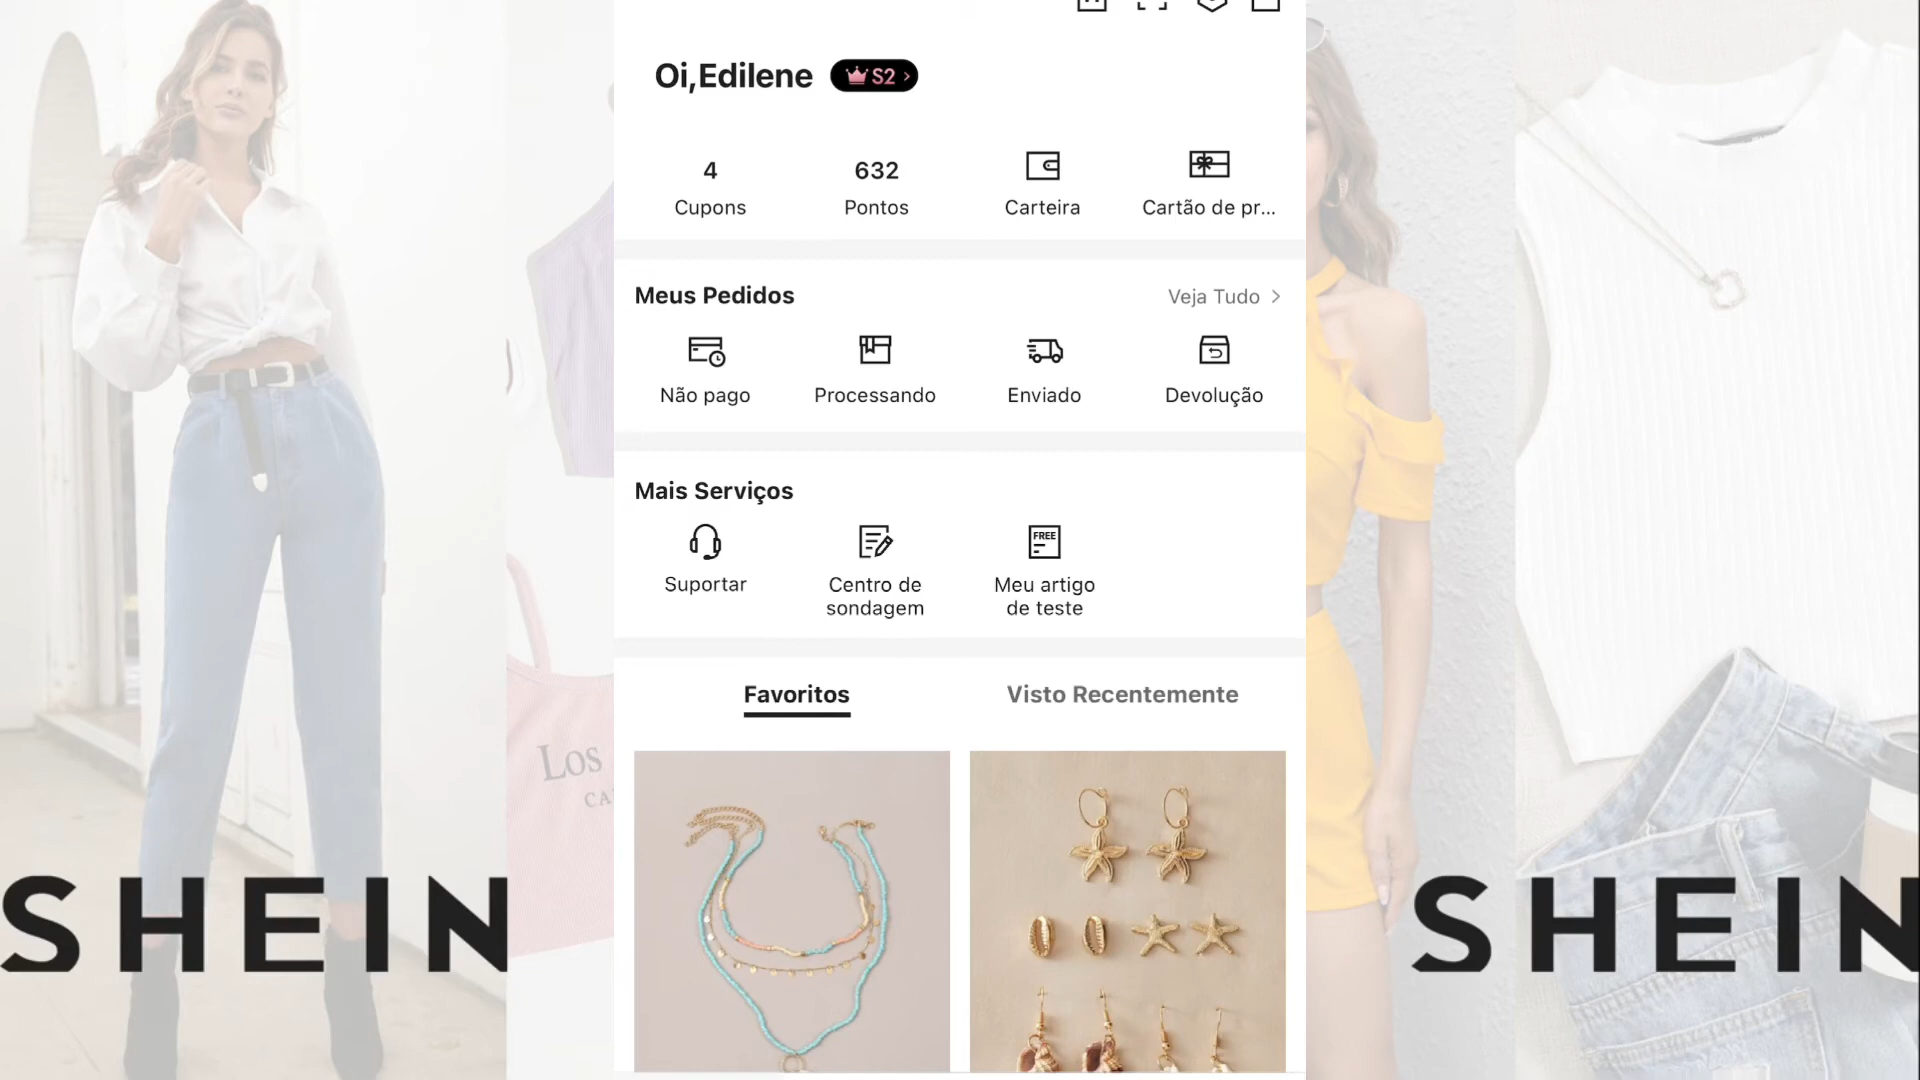 Oi,Edilene S2 >
4 632
Cupons Pontos Carteira Cartão de pr...
Meus Pedidos Veja Tudo >
Não pago Processando Enviado Devolução
Mais Serviços
FREE
Suportar Centro de sondagem Meu artigo de teste
Favoritos Visto Recentemente
Los
CA
SHEIN SHEIN